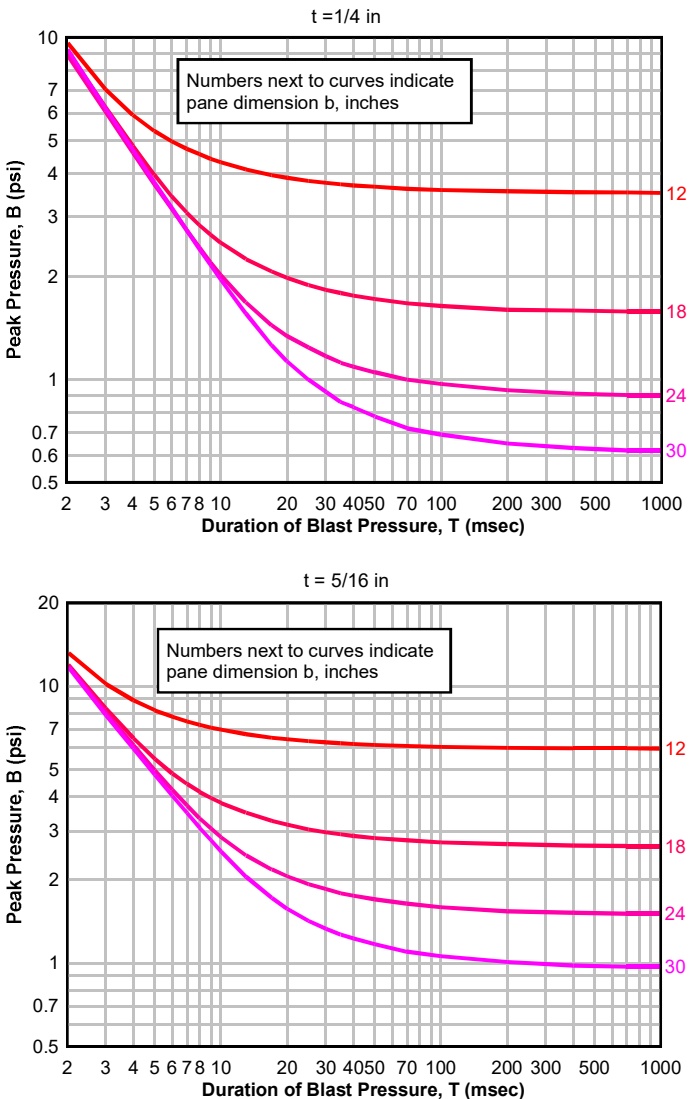 t =1/4 in
10
Numbers next to curves indicate
pane dimension b, inches
7
6
5
4
3
2
1
0.7
0.6
0.5
Peak Pressure, B (psi)
12
18
24
30
2 3 4 5 6 7 8 10 20 30 40 50 70 100 200 300 500 1000
Duration of Blast Pressure, T (msec)
t = 5/16 in
20
Numbers next to curves indicate
pane dimension b, inches
10
7
5
4
3
2
1
0.7
0.5
Peak Pressure, B (psi)
12
18
24
30
2 3 4 5 6 7 8 10 20 30 40 50 70 100 200 300 500 1000
Duration of Blast Pressure, T (msec)